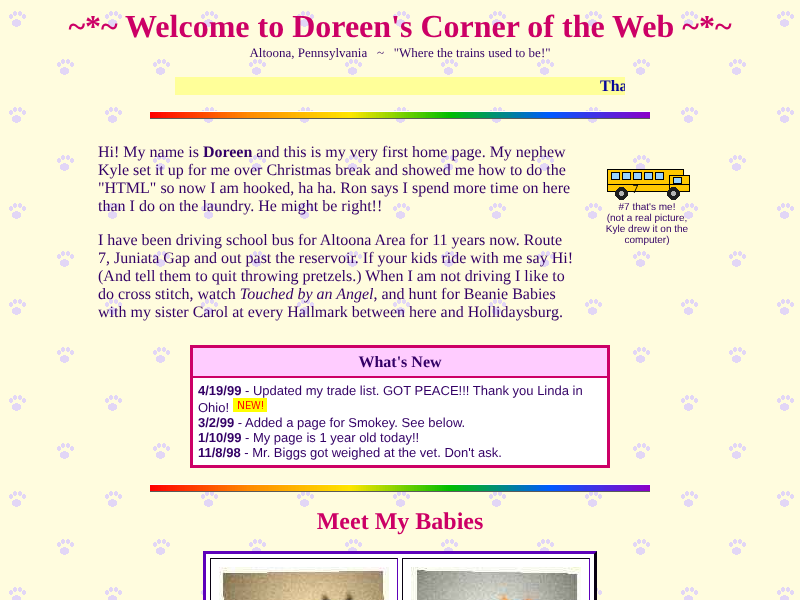 ~*~ Welcome to Doreen's Corner of the Web ~*~
Altoona, Pennsylvania ~ "Where the trains used to be!"
Tha
Hi! My name is Doreen and this is my very first home page. My nephew
Kyle set it up for me over Christmas break and showed me how to do the
"HTML" so now I am hooked, ha ha. Ron says I spend more time on here
than I do on the laundry. He might be right!!
7
#7 that's me!
(not a real picture,
Kyle drew it on the
computer)
I have been driving school bus for Altoona Area for 11 years now. Route
7, Juniata Gap and out past the reservoir. If your kids ride with me say Hi!
(And tell them to quit throwing pretzels.) When I am not driving I like to
do cross stitch, watch Touched by an Angel, and hunt for Beanie Babies
with my sister Carol at every Hallmark between here and Hollidaysburg.
What's New
4/19/99 - Updated my trade list. GOT PEACE!!! Thank you Linda in
Ohio! NEW!
3/2/99 - Added a page for Smokey. See below.
1/10/99 - My page is 1 year old today!!
11/8/98 - Mr. Biggs got weighed at the vet. Don't ask.
Meet My Babies